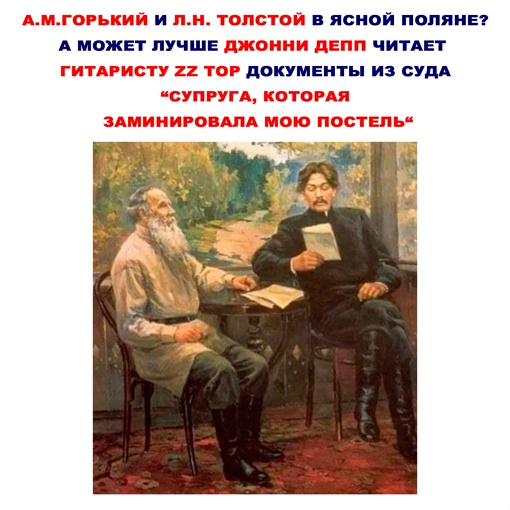 А.М.ГОРЬКИЙ И Л.Н. ТОЛСТОЙ В ЯСНОЙ ПОЛЯНЕ?
А МОЖЕТ ЛУЧШЕ ДЖОННИ ДЕПП ЧИТАЕТ
ГИТАРИСТУ ZZ TOP ДОКУМЕНТЫ ИЗ СУДА
“СУПРУГА, КОТОРАЯ
ЗАМИНИРОВАЛА МОЮ ПОСТЕЛЬ“